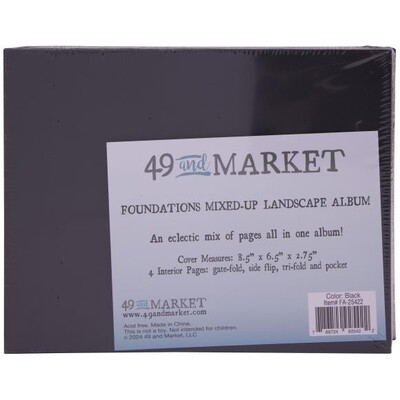 49 and MARKET
FOUNDATIONS MIXED-UP LANDSCAPE ALBUM
An eclectic mix of pages all in one album!
Cover Measures: 8.5" x 6.5" x 2.75"
4 Interior Pages: gate-fold, side flip, tri-fold and pocket
49 and MARKET
www.49andmarket.com
Acid free. Made in China.
This is not a toy. Not intended for children.
© 2024 49 and Market, LLC
Color: Black
Item# FA-25422